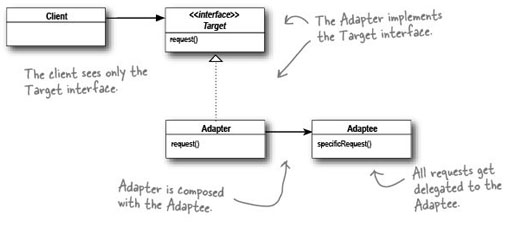 Client
<<interface>>
Target
request()
The Adapter implements
the Target interface.
The client sees only the
Target interface.
Adapter
request()
Adaptee
specificRequest()
Adapter is composed
with the Adaptee.
All requests get
delegated to the
Adaptee.